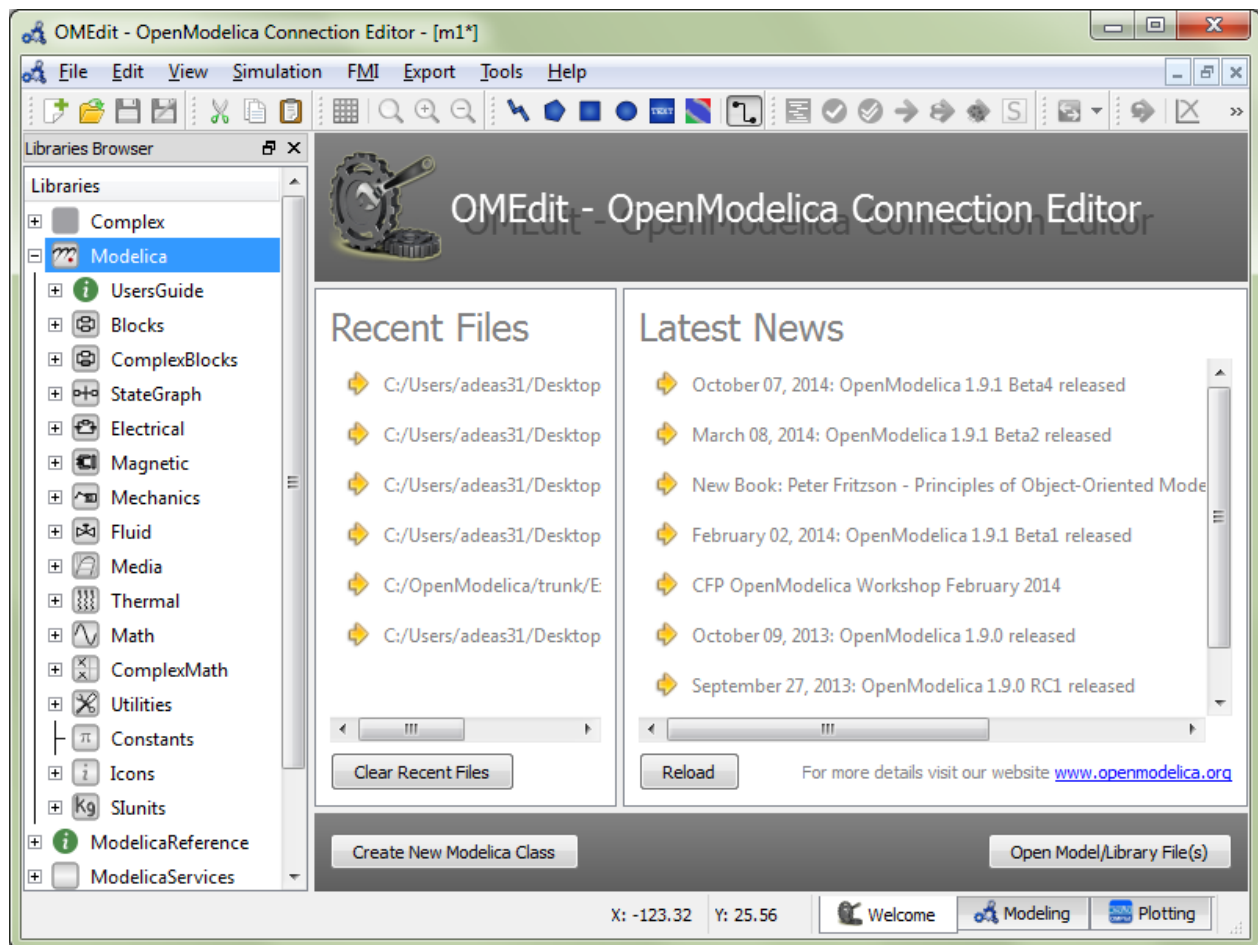 OMEdit - OpenModelica Connection Editor - [m1*]
File Edit View Simulation FMI Export Tools Help
TEXT
S
Libraries Browser
Libraries
Complex
Modelica
UsersGuide
Blocks
ComplexBlocks
StateGraph
Electrical
Magnetic
Mechanics
Fluid
Media
Thermal
Math
ComplexMath
Utilities
π Constants
i Icons
Kg SIunits
ModelicaReference
ModelicaServices
OMEdit - OpenModelica Connection Editor
Recent Files
C:/Users/adeas31/Desktop
C:/Users/adeas31/Desktop
C:/Users/adeas31/Desktop
C:/Users/adeas31/Desktop
C:/OpenModelica/trunk/E
C:/Users/adeas31/Desktop
Clear Recent Files
Latest News
October 07, 2014: OpenModelica 1.9.1 Beta4 released
March 08, 2014: OpenModelica 1.9.1 Beta2 released
New Book: Peter Fritzson - Principles of Object-Oriented Mode
February 02, 2014: OpenModelica 1.9.1 Beta1 released
CFP OpenModelica Workshop February 2014
October 09, 2013: OpenModelica 1.9.0 released
September 27, 2013: OpenModelica 1.9.0 RC1 released
Reload
For more details visit our website www.openmodelica.org
Create New Modelica Class
Open Model/Library File(s)
X: -123.32 Y: 25.56
Welcome
Modeling
Plotting